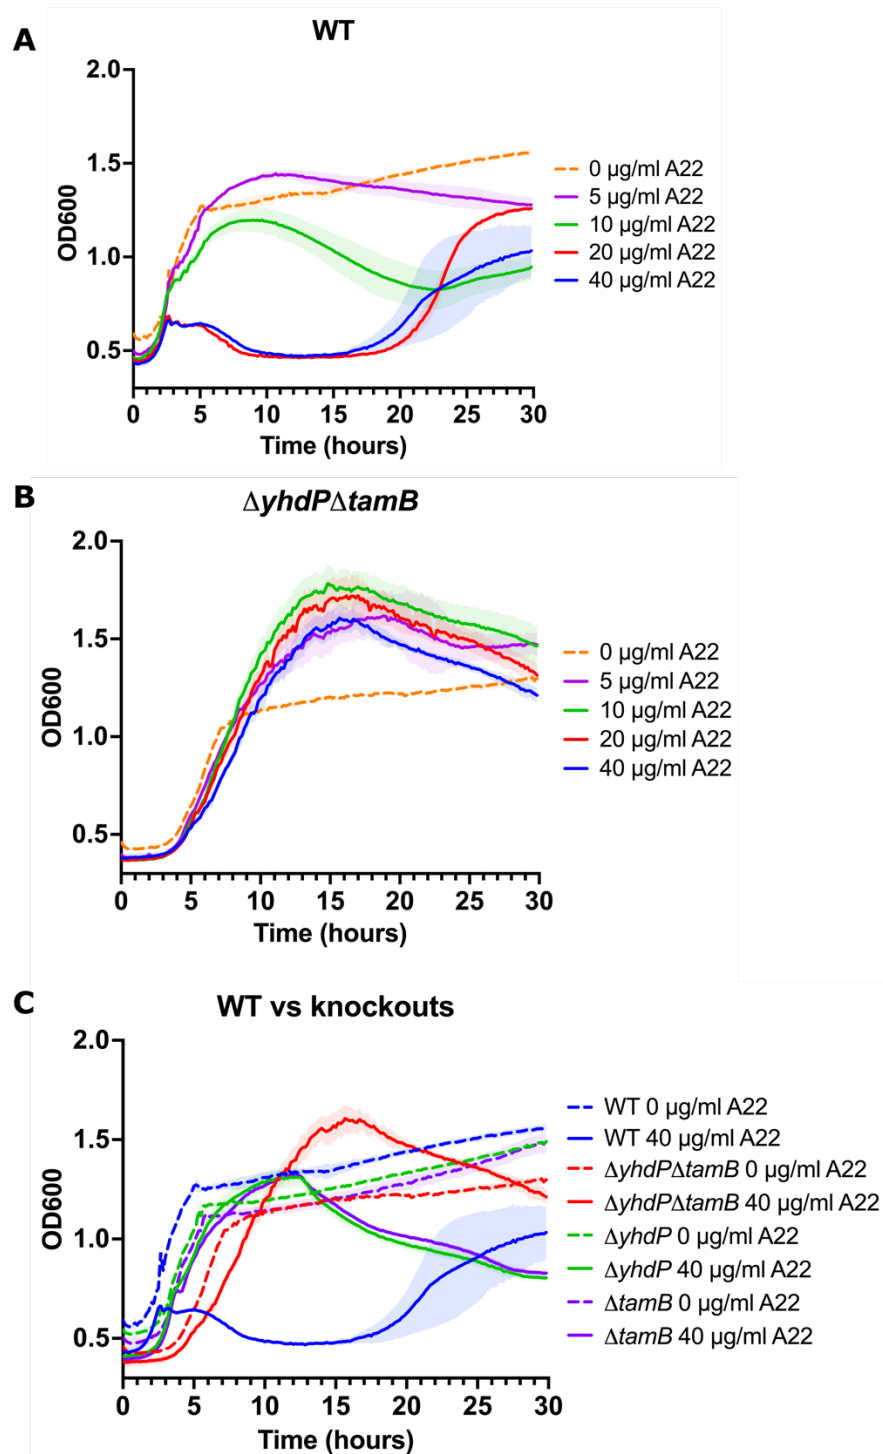 A
WT
2.0
1.5
1.0
0.5
OD600
0 5 10 15 20 25 30
Time (hours)
0 µg/ml A22
5 µg/ml A22
10 µg/ml A22
20 µg/ml A22
40 µg/ml A22
B
ΔyhdPΔtamB
2.0
1.5
1.0
0.5
OD600
0 5 10 15 20 25 30
Time (hours)
0 µg/ml A22
5 µg/ml A22
10 µg/ml A22
20 µg/ml A22
40 µg/ml A22
C
WT vs knockouts
2.0
1.5
1.0
0.5
OD600
0 5 10 15 20 25 30
Time (hours)
WT 0 µg/ml A22
WT 40 µg/ml A22
ΔyhdPΔtamB 0 µg/ml A22
ΔyhdPΔtamB 40 µg/ml A22
ΔyhdP 0 µg/ml A22
ΔyhdP 40 µg/ml A22
ΔtamB 0 µg/ml A22
ΔtamB 40 µg/ml A22